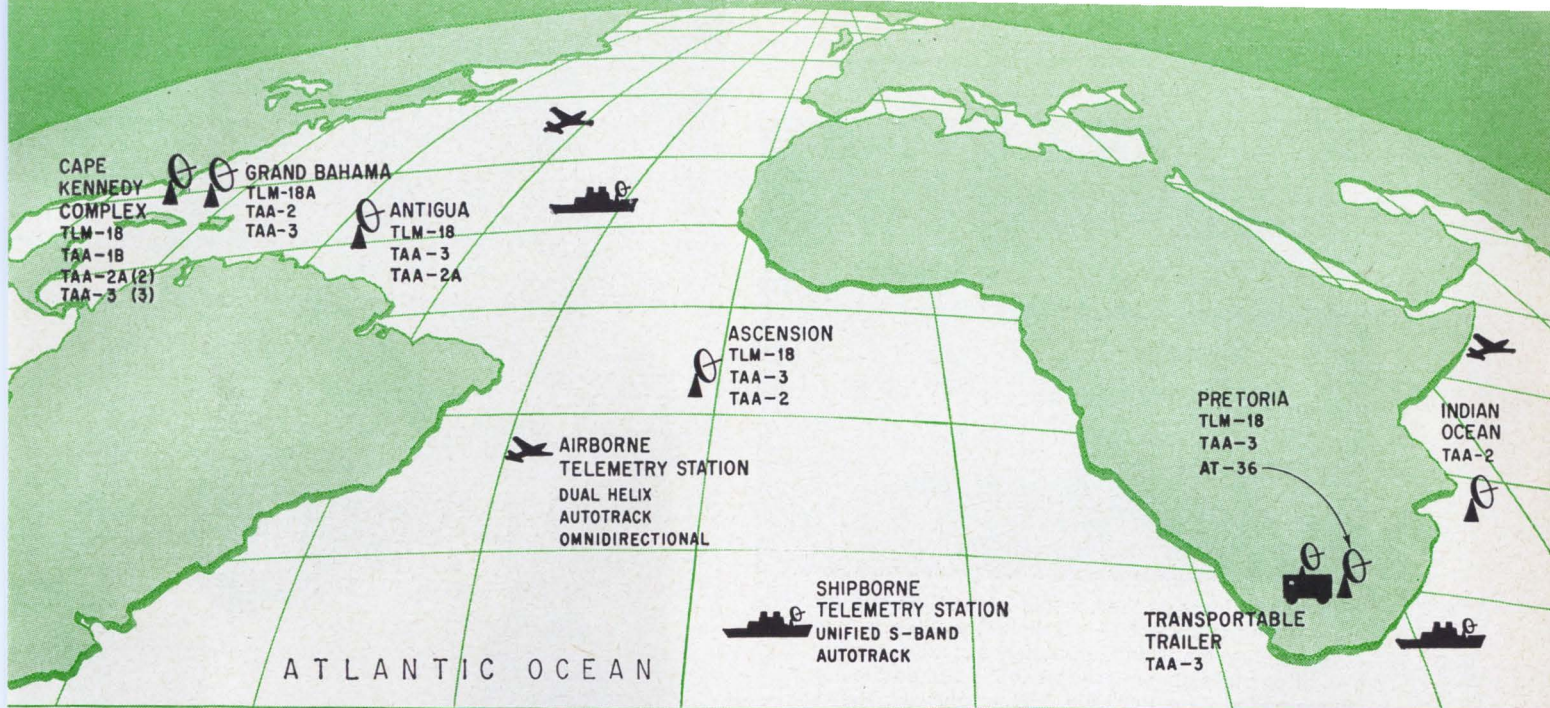 CAPE
KENNEDY
COMPLEX
TLM-18
TAA-1B
TAA-2A(2)
TAA-3 (3)
GRAND BAHAMA
TLM-18A
TAA-2
TAA-3
ANTIGUA
TLM-18
TAA-3
TAA-2A
ASCENSION
TLM-18
TAA-3
TAA-2
PRETORIA
TLM-18
TAA-3
AT-36
INDIAN
OCEAN
TAA-2
AIRBORNE
TELEMETRY STATION
DUAL HELIX
AUTOTRACK
OMNIDIRECTIONAL
SHIPBORNE
TELEMETRY STATION
UNIFIED S-BAND
AUTOTRACK
TRANSPORTABLE
TRAILER
TAA-3
ATLANTIC OCEAN